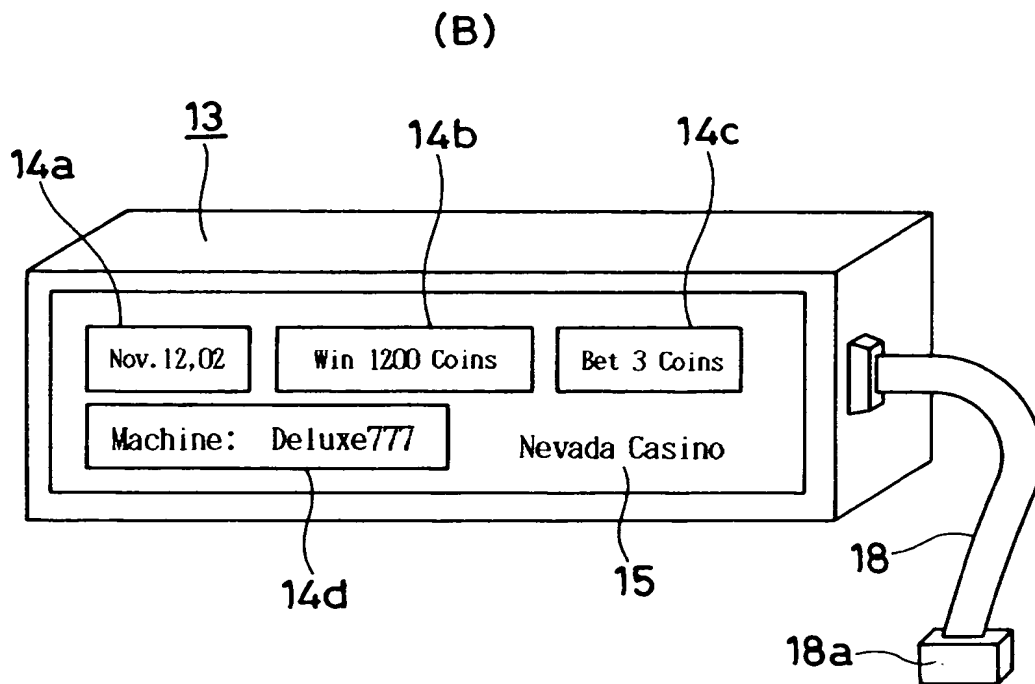 (B)
13
14a
14b
14c
Nov. 12,02
Win 1200 Coins
Bet 3 Coins
Machine: Deluxe777
Nevada Casino
14d
15
18
18a